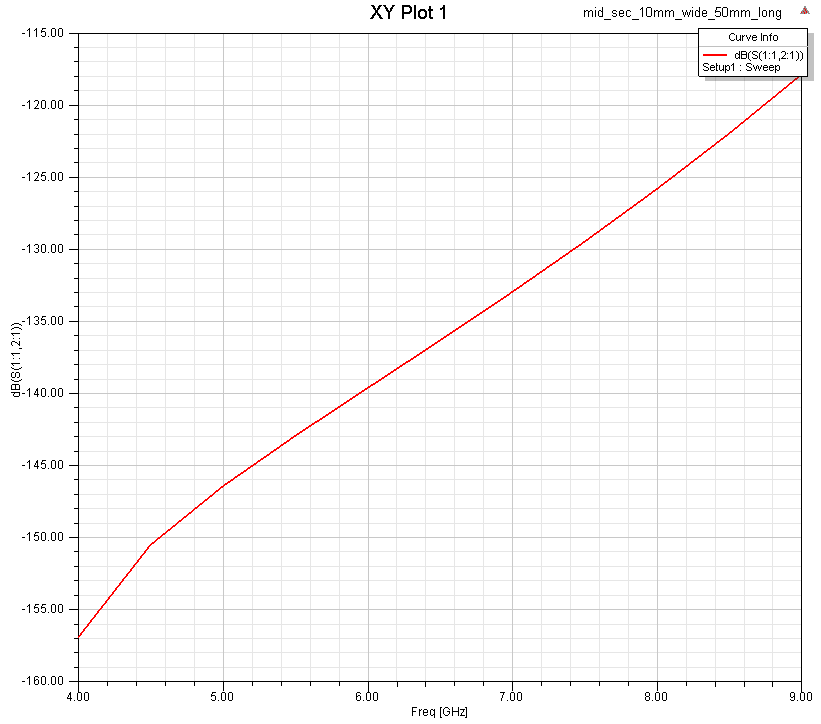 XY Plot 1
mid_sec_10mm_wide_50mm_long
Curve Info
dB(S(1:1,2:1))
Setup1 : Sweep
-115.00
-120.00
-125.00
-130.00
-135.00
-140.00
-145.00
-150.00
-155.00
-160.00
dB(S(1:1,2:1))
4.00 5.00 6.00 7.00 8.00 9.00
Freq [GHz]